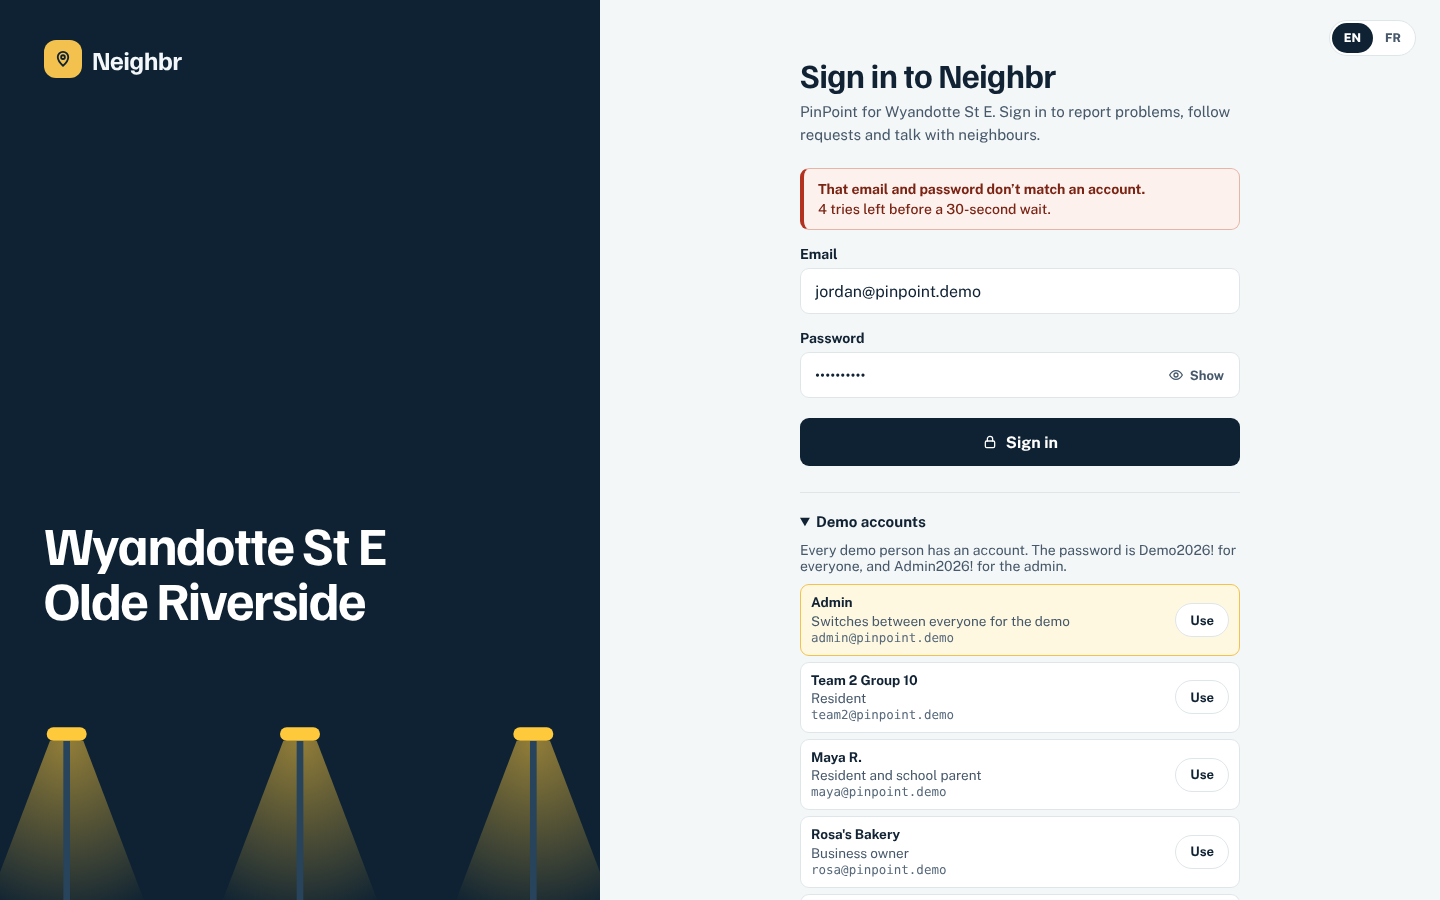 Neighbr
EN FR
Sign in to Neighbr
PinPoint for Wyandotte St E. Sign in to report problems, follow
requests and talk with neighbours.
That email and password don’t match an account.
4 tries left before a 30-second wait.
Email
jordan@pinpoint.demo
Password
•••••••••• Show
Sign in
Wyandotte St E
Olde Riverside
▼ Demo accounts
Every demo person has an account. The password is Demo2026! for
everyone, and Admin2026! for the admin.
Admin
Switches between everyone for the demo
admin@pinpoint.demo
Use
Team 2 Group 10
Resident
team2@pinpoint.demo
Use
Maya R.
Resident and school parent
maya@pinpoint.demo
Use
Rosa's Bakery
Business owner
rosa@pinpoint.demo
Use